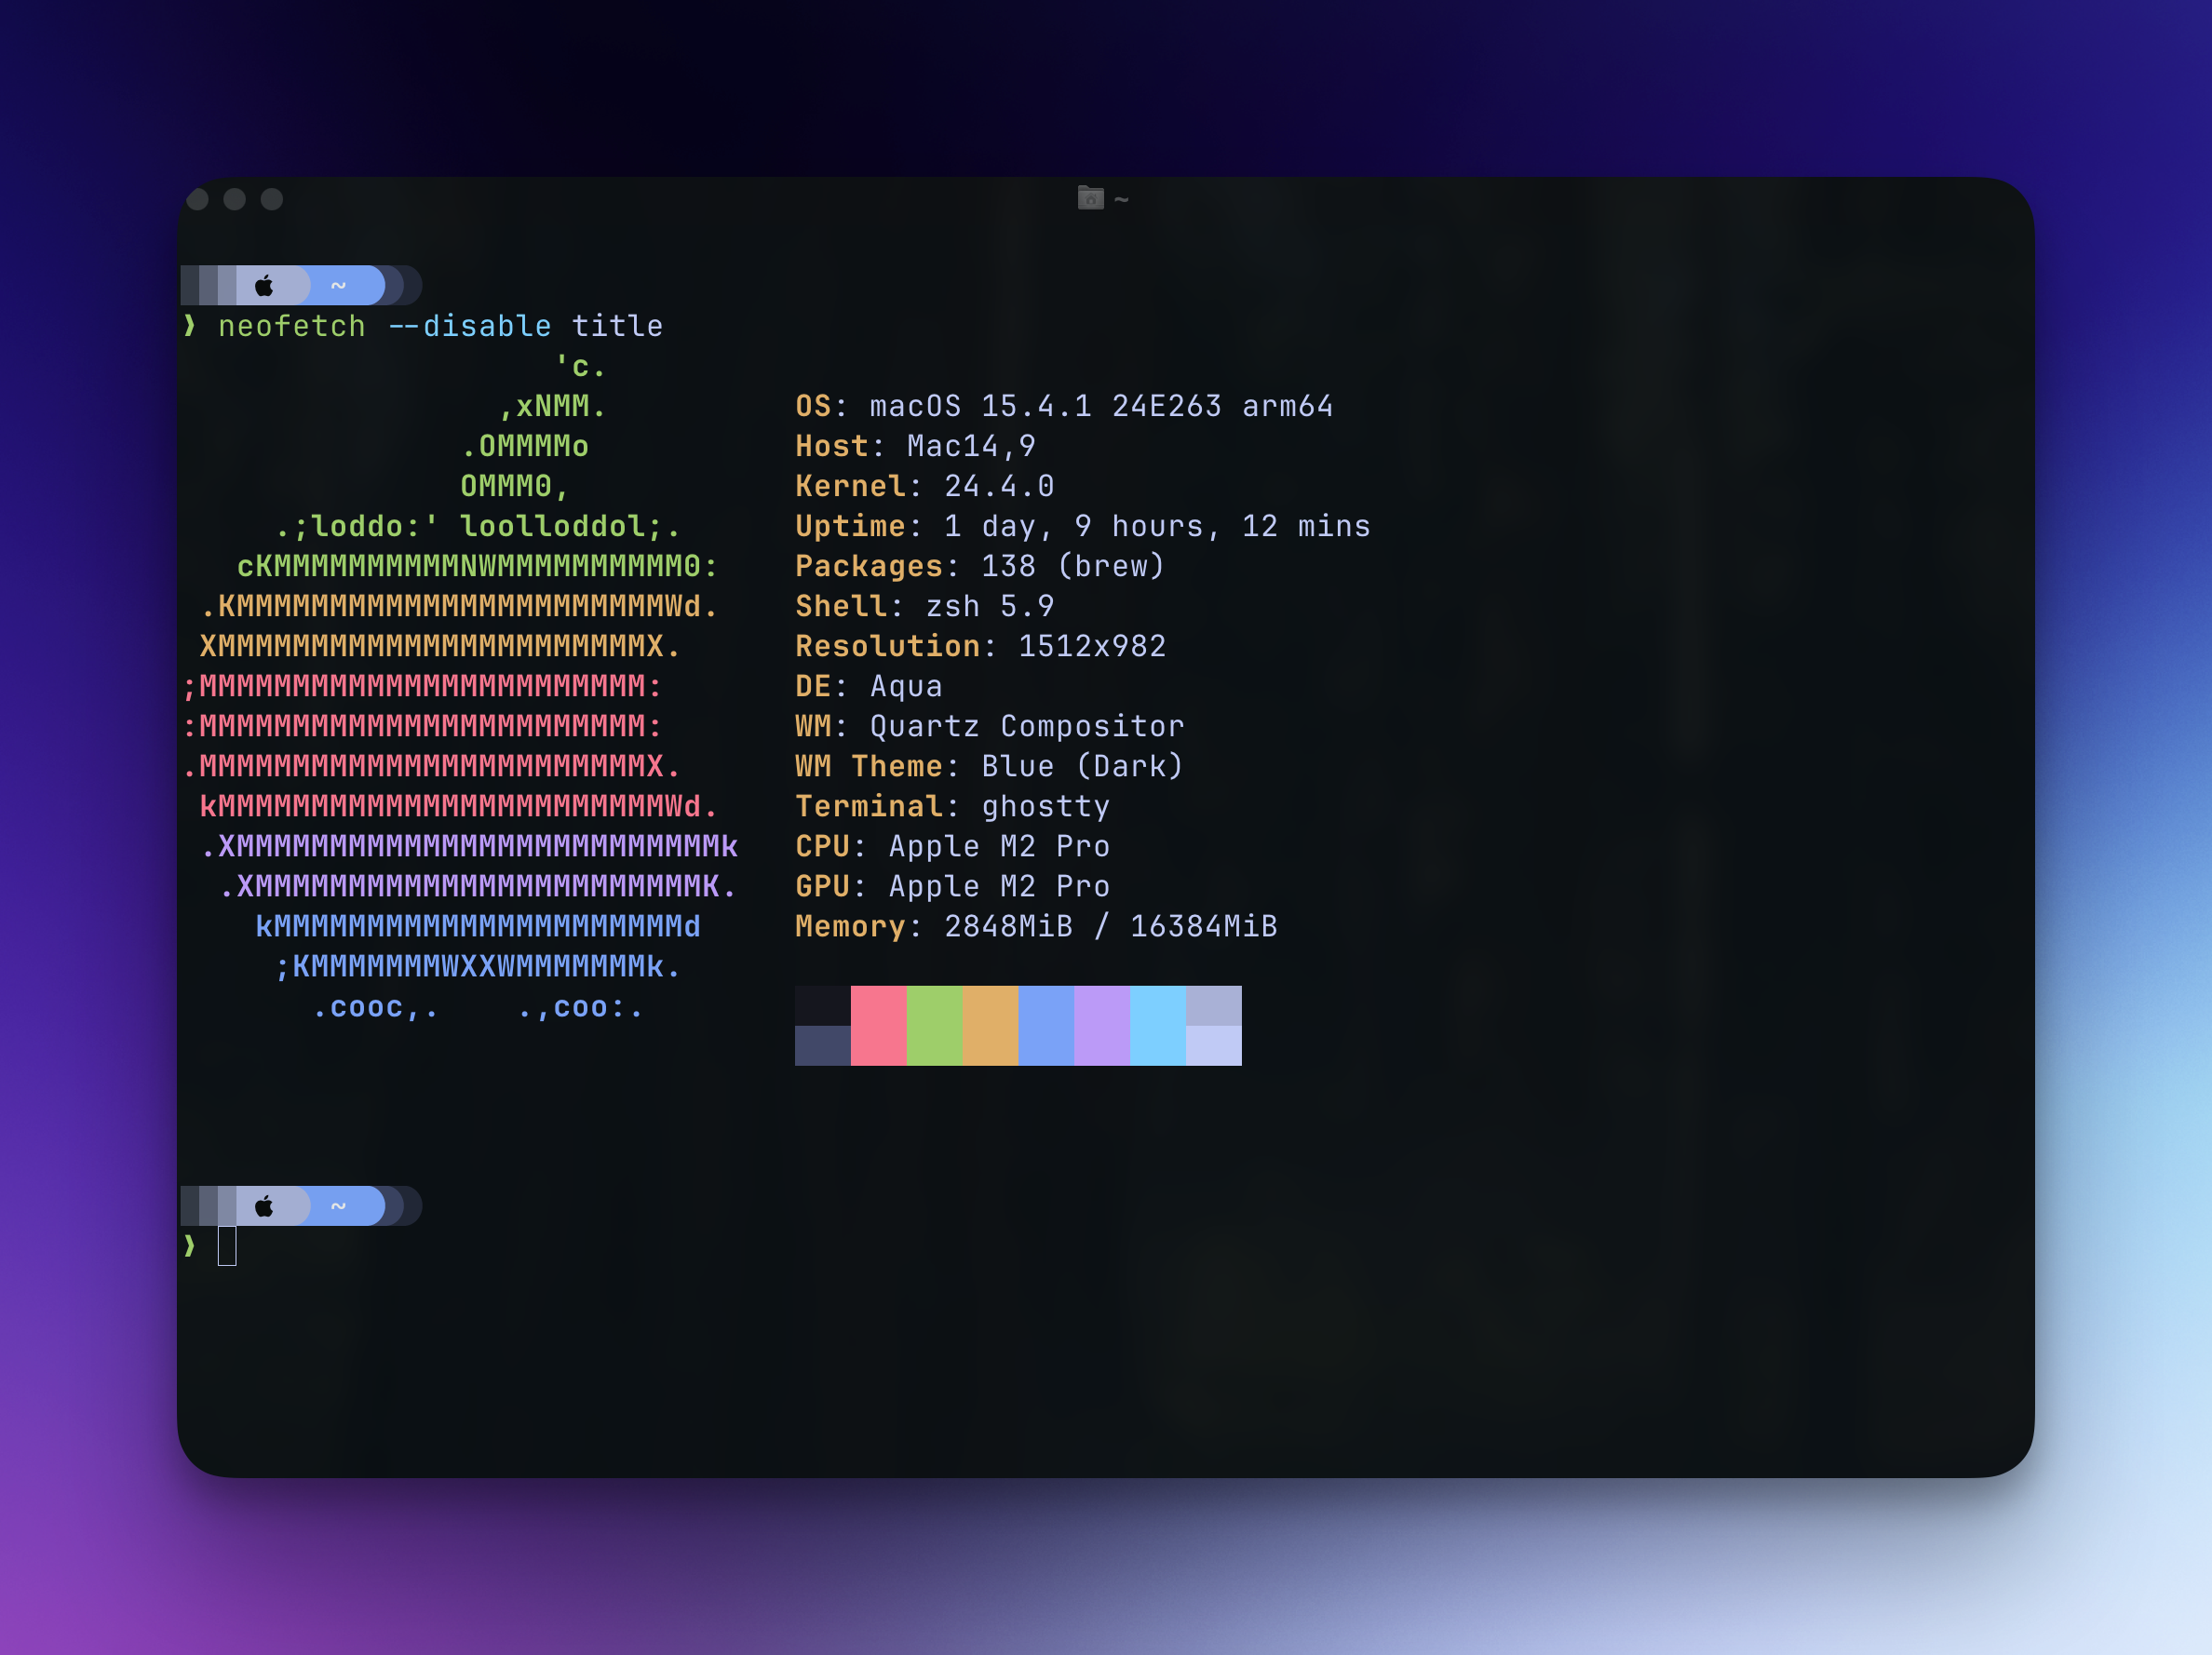 ~
~
❱ neofetch --disable title
                    'c.
                 ,xNMM.          OS: macOS 15.4.1 24E263 arm64
               .OMMMMo           Host: Mac14,9
               OMMM0,            Kernel: 24.4.0
     .;loddo:' loolloddol;.      Uptime: 1 day, 9 hours, 12 mins
   cKMMMMMMMMMMNWMMMMMMMMMM0:    Packages: 138 (brew)
 .KMMMMMMMMMMMMMMMMMMMMMMMWd.    Shell: zsh 5.9
 XMMMMMMMMMMMMMMMMMMMMMMMX.      Resolution: 1512x982
;MMMMMMMMMMMMMMMMMMMMMMMM:       DE: Aqua
:MMMMMMMMMMMMMMMMMMMMMMMM:       WM: Quartz Compositor
.MMMMMMMMMMMMMMMMMMMMMMMMX.      WM Theme: Blue (Dark)
 kMMMMMMMMMMMMMMMMMMMMMMMMWd.    Terminal: ghostty
 .XMMMMMMMMMMMMMMMMMMMMMMMMMMk   CPU: Apple M2 Pro
  .XMMMMMMMMMMMMMMMMMMMMMMMMK.   GPU: Apple M2 Pro
    kMMMMMMMMMMMMMMMMMMMMMMd     Memory: 2848MiB / 16384MiB
     ;KMMMMMMMWXXWMMMMMMMk.
       .cooc,.    .,coo:.
~
❱